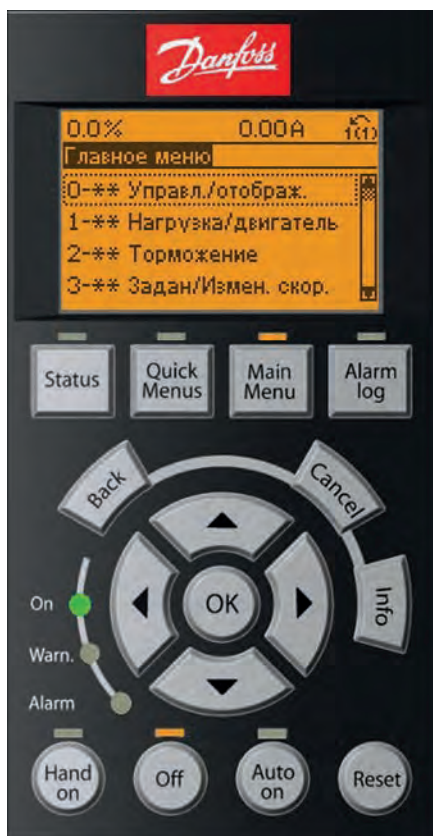 Danfoss
0.0% 0.00A 1(1)
Главное меню
0-** Управл./отображ.
1-** Нагрузка/двигатель
2-** Торможение
3-** Задан/Измен. скор.
Status Quick Menus Main Menu Alarm log
Back Cancel
Info
OK
On
Warn.
Alarm
Hand on Off Auto on Reset